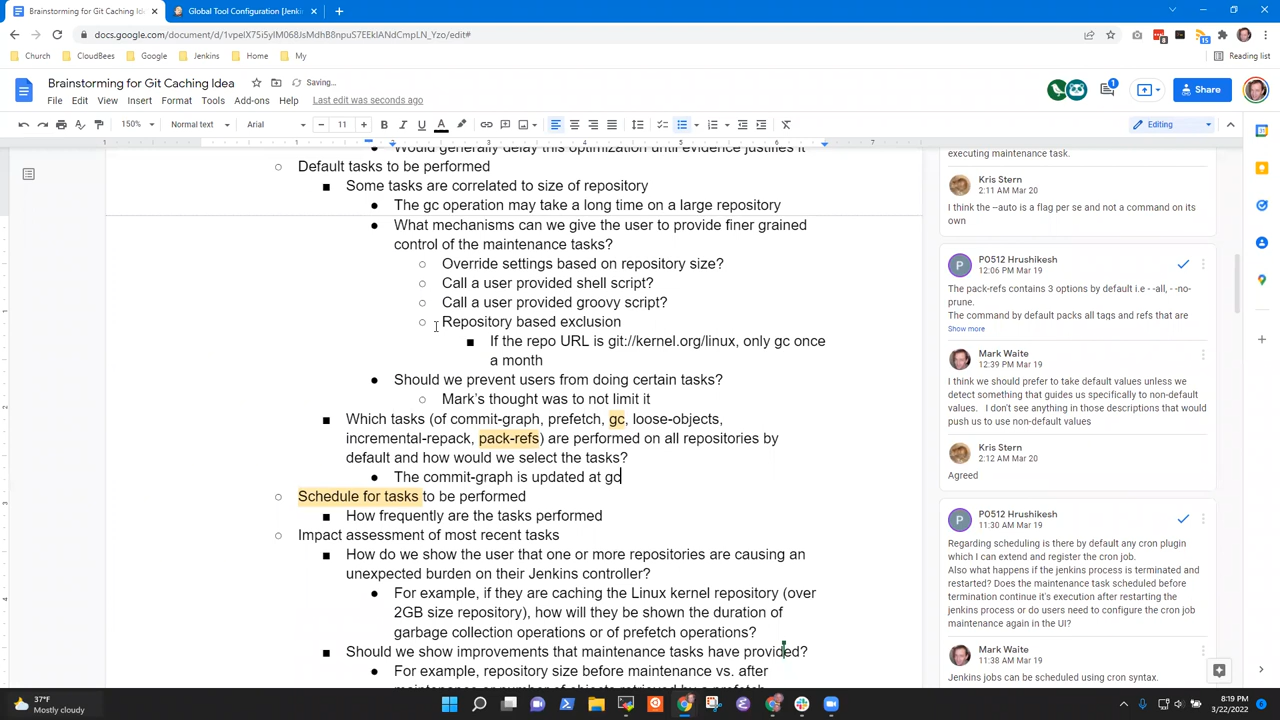 Brainstorming for Git Caching Ide
Global Tool Configuration [Jenki
docs.google.com/document/d/1vpelX75i5yIM068JsMdhB8npuS7EEkIANdCmpLN_Yzo/edit#
Church
CloudBees
Google
Jenkins
Home
My
Reading list
Brainstorming for Git Caching Idea
Saving...
File Edit View Insert Format Tools Add-ons Help Last edit was seconds ago
Share
150% Normal text Arial 11 Editing
Would generally delay this optimization until evidence justifies it
Default tasks to be performed
Some tasks are correlated to size of repository
The gc operation may take a long time on a large repository
What mechanisms can we give the user to provide finer grained
control of the maintenance tasks?
Override settings based on repository size?
Call a user provided shell script?
Call a user provided groovy script?
Repository based exclusion
If the repo URL is git://kernel.org/linux, only gc once
a month
Should we prevent users from doing certain tasks?
Mark's thought was to not limit it
Which tasks (of commit-graph, prefetch, gc, loose-objects,
incremental-repack, pack-refs) are performed on all repositories by
default and how would we select the tasks?
The commit-graph is updated at gc
Schedule for tasks to be performed
How frequently are the tasks performed
Impact assessment of most recent tasks
How do we show the user that one or more repositories are causing an
unexpected burden on their Jenkins controller?
For example, if they are caching the Linux kernel repository (over
2GB size repository), how will they be shown the duration of
garbage collection operations or of prefetch operations?
Should we show improvements that maintenance tasks have provided?
For example, repository size before maintenance vs. after
executing maintenance task.
Kris Stern
2:11 AM Mar 20
I think the --auto is a flag per se and not a command on its
own
P0512 Hrushikesh
12:06 PM Mar 19
The pack-refs contains 3 options by default i.e - -all, - -no-
prune.
The command by default packs all tags and refs that are
Show more
Mark Waite
12:39 PM Mar 19
I think we should prefer to take default values unless we
detect something that guides us specifically to non-default
values. I don't see anything in those descriptions that would
push us to use non-default values
Kris Stern
2:12 AM Mar 20
Agreed
P0512 Hrushikesh
11:30 AM Mar 19
Regarding scheduling is there by default any cron plugin
which I can extend and register the cron job.
Also what happens if the jenkins process is terminated and
restarted? Does the maintenance task scheduled before
termination continue it's execution after restarting the
jenkins process or do users need to configure the cron job
maintenance again in the UI?
Mark Waite
11:38 AM Mar 19
Jenkins jobs can be scheduled using cron syntax.
37°F
Mostly cloudy
8:19 PM
3/22/2022